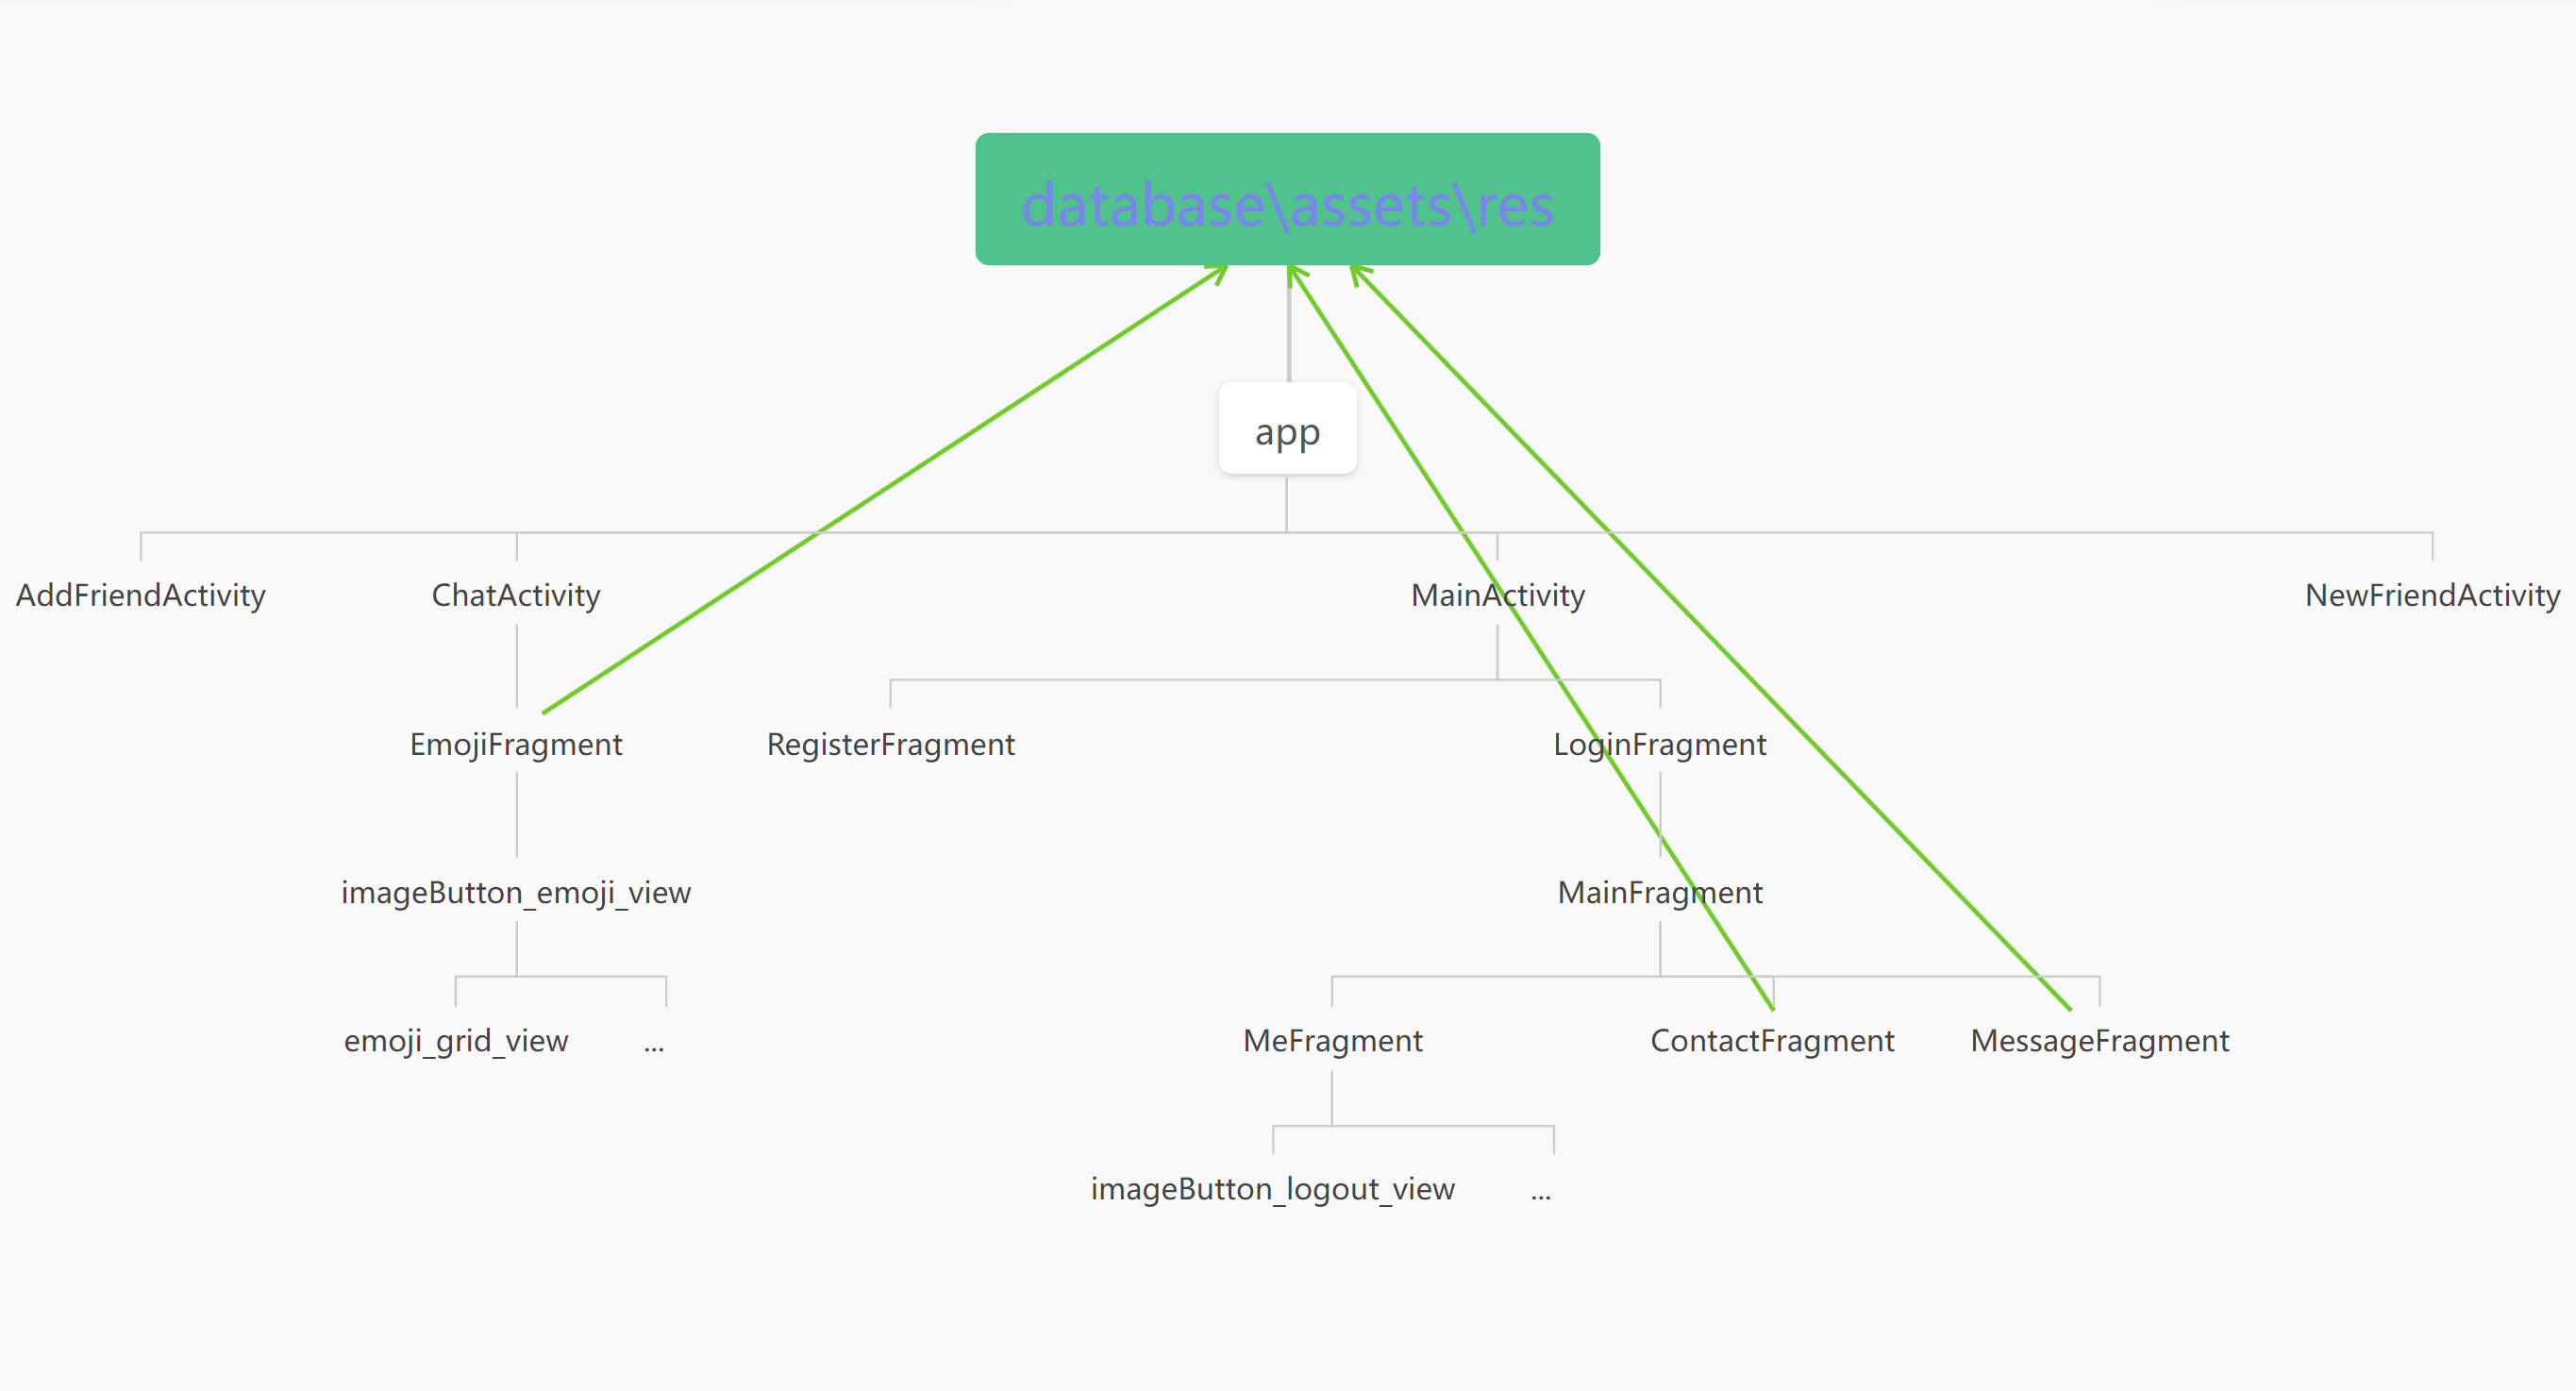 database\assets\res
app
AddFriendActivity
ChatActivity
MainActivity
NewFriendActivity
EmojiFragment
RegisterFragment
LoginFragment
imageButton_emoji_view
MainFragment
emoji_grid_view
...
MeFragment
ContactFragment
MessageFragment
imageButton_logout_view
...